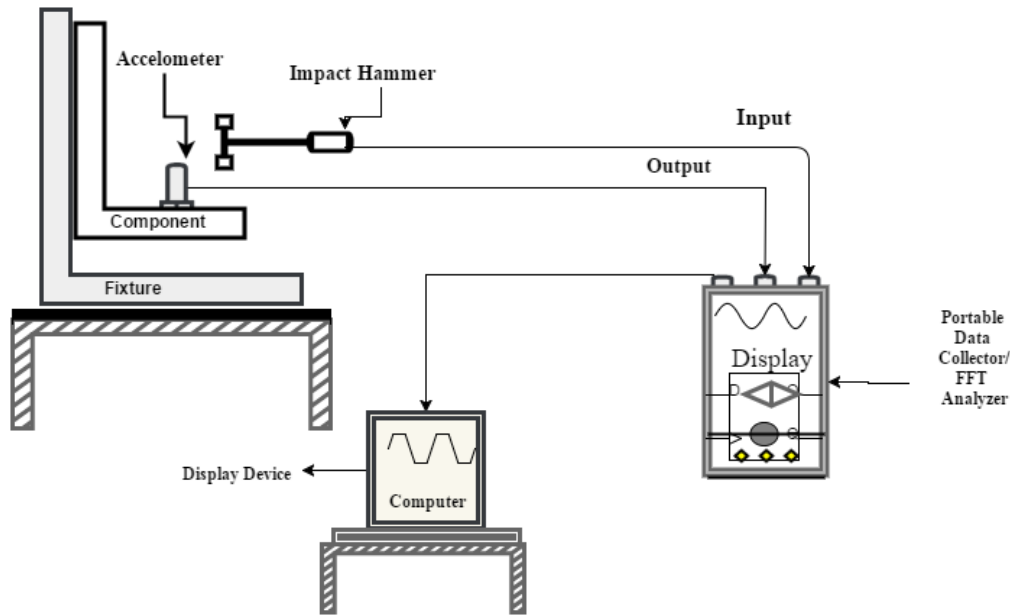 Accelometer
Impact Hammer
Input
Output
Component
Fixture
Display
Portable
Data
Collector/
FFT
Analyzer
Display Device
Computer